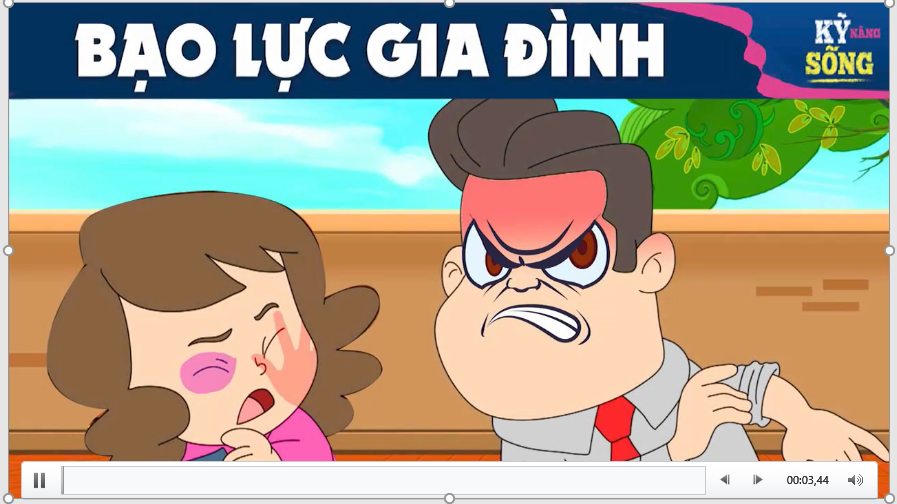 BẠO LỰC GIA ĐÌNH
KỸ NĂNG
SỐNG
00:03,44